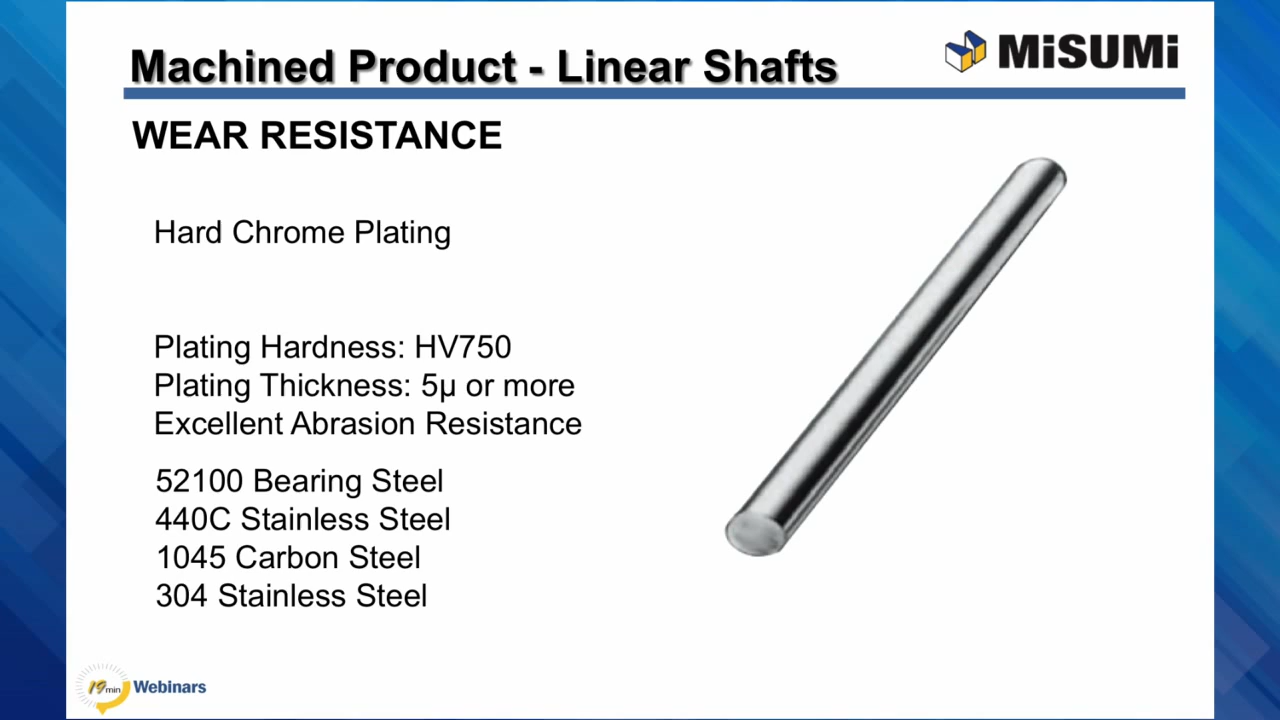 Machined Product - Linear Shafts
MiSUMi
WEAR RESISTANCE
Hard Chrome Plating
Plating Hardness: HV750
Plating Thickness: 5µ or more
Excellent Abrasion Resistance
52100 Bearing Steel
440C Stainless Steel
1045 Carbon Steel
304 Stainless Steel
19min Webinars